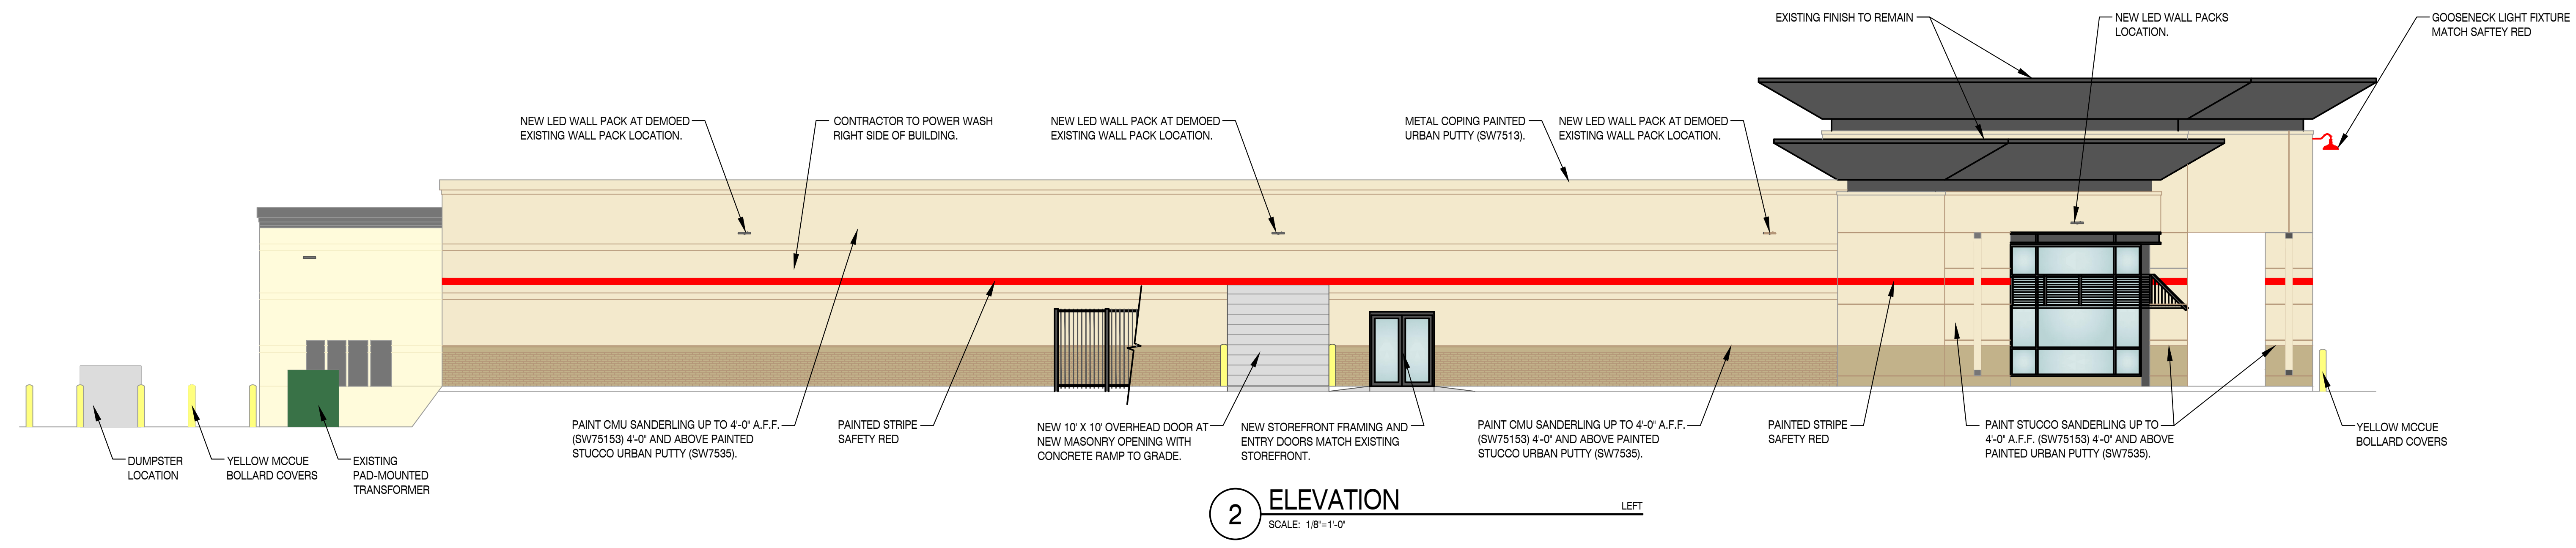 EXISTING FINISH TO REMAIN
NEW LED WALL PACKS
LOCATION.
GOOSENECK LIGHT FIXTURE
MATCH SAFTEY RED
NEW LED WALL PACK AT DEMOED
EXISTING WALL PACK LOCATION.
CONTRACTOR TO POWER WASH
RIGHT SIDE OF BUILDING.
NEW LED WALL PACK AT DEMOED
EXISTING WALL PACK LOCATION.
METAL COPING PAINTED
URBAN PUTTY (SW7513).
NEW LED WALL PACK AT DEMOED
EXISTING WALL PACK LOCATION.
DUMPSTER
LOCATION
YELLOW MCCUE
BOLLARD COVERS
EXISTING
PAD-MOUNTED
TRANSFORMER
PAINT CMU SANDERLING UP TO 4'-0" A.F.F.
(SW75153) 4'-0" AND ABOVE PAINTED
STUCCO URBAN PUTTY (SW7535).
PAINTED STRIPE
SAFETY RED
NEW 10' X 10' OVERHEAD DOOR AT
NEW MASONRY OPENING WITH
CONCRETE RAMP TO GRADE.
NEW STOREFRONT FRAMING AND
ENTRY DOORS MATCH EXISTING
STOREFRONT.
PAINT CMU SANDERLING UP TO 4'-0" A.F.F.
(SW75153) 4'-0" AND ABOVE PAINTED
STUCCO URBAN PUTTY (SW7535).
PAINTED STRIPE
SAFETY RED
PAINT STUCCO SANDERLING UP TO
4'-0" A.F.F. (SW75153) 4'-0" AND ABOVE
PAINTED URBAN PUTTY (SW7535).
YELLOW MCCUE
BOLLARD COVERS
2
ELEVATION
LEFT
SCALE: 1/8"=1'-0"